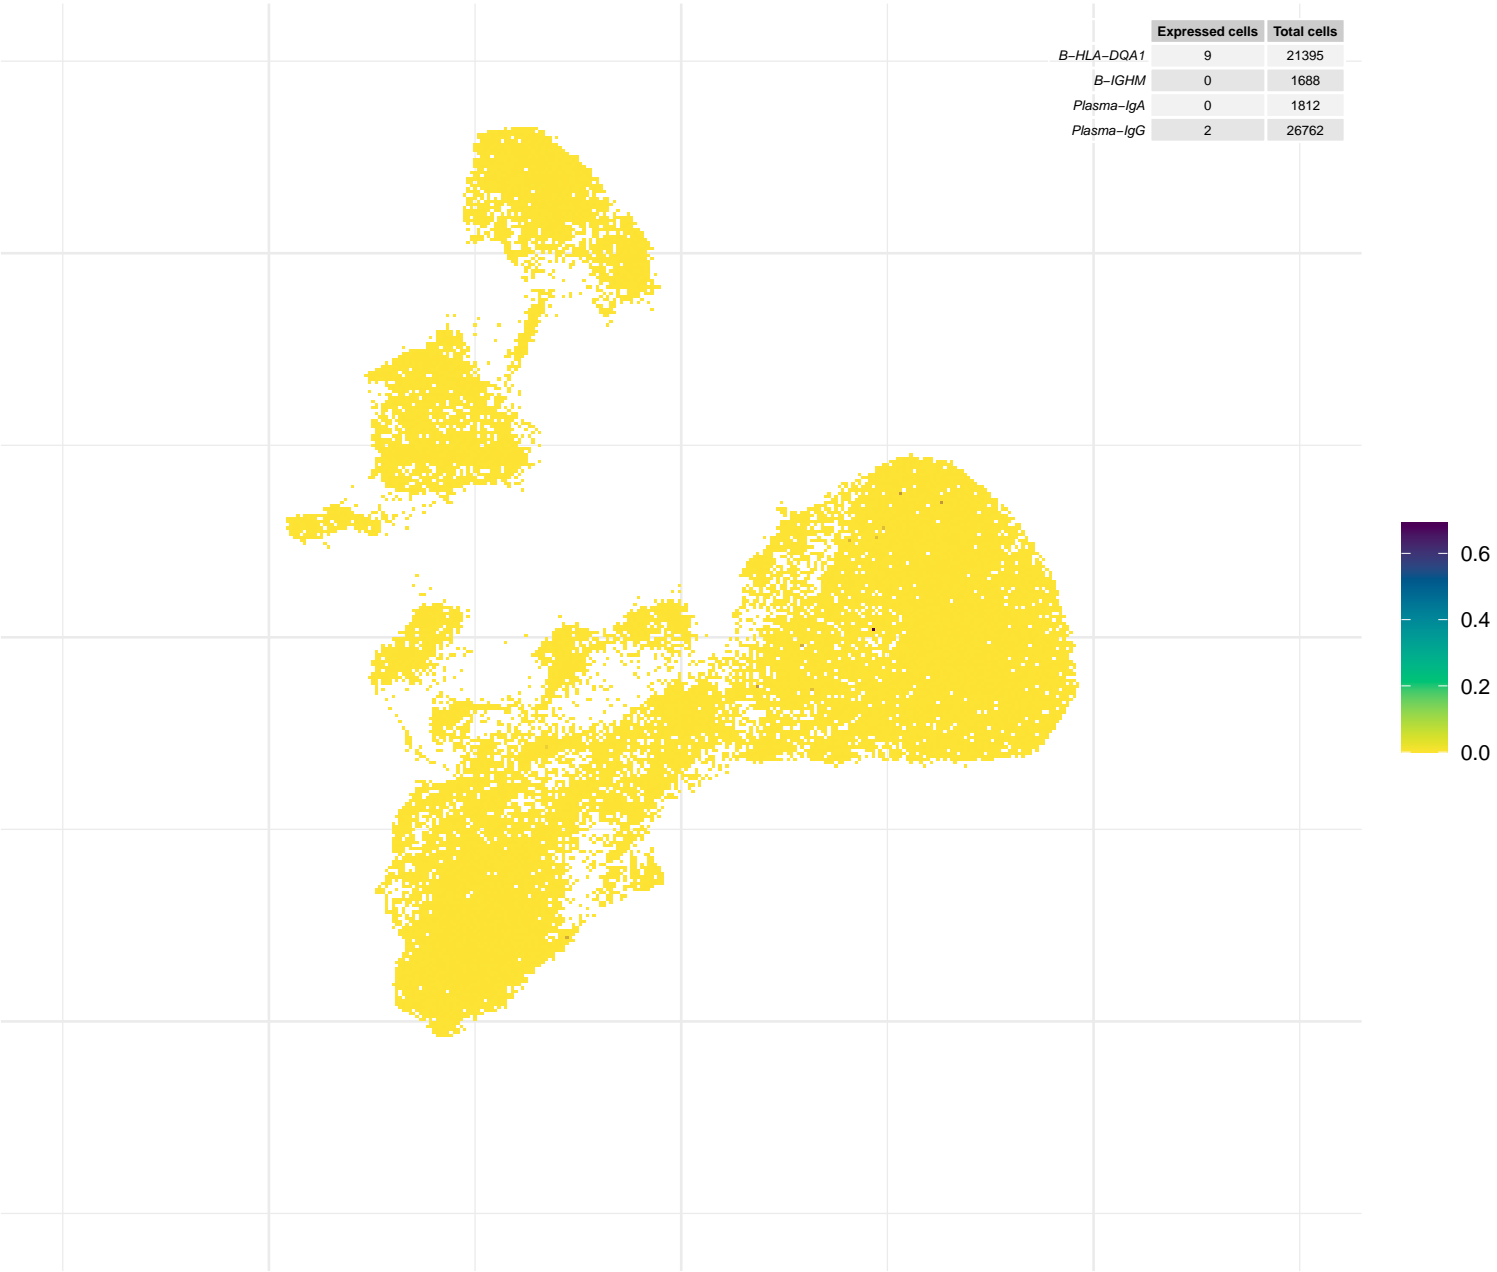 Expressed cells Total cells
B−HLA−DQA1 9 21395
B−IGHM 0 1688
Plasma−IgA 0 1812
Plasma−IgG 2 26762
0.6
0.4
0.2
0.0